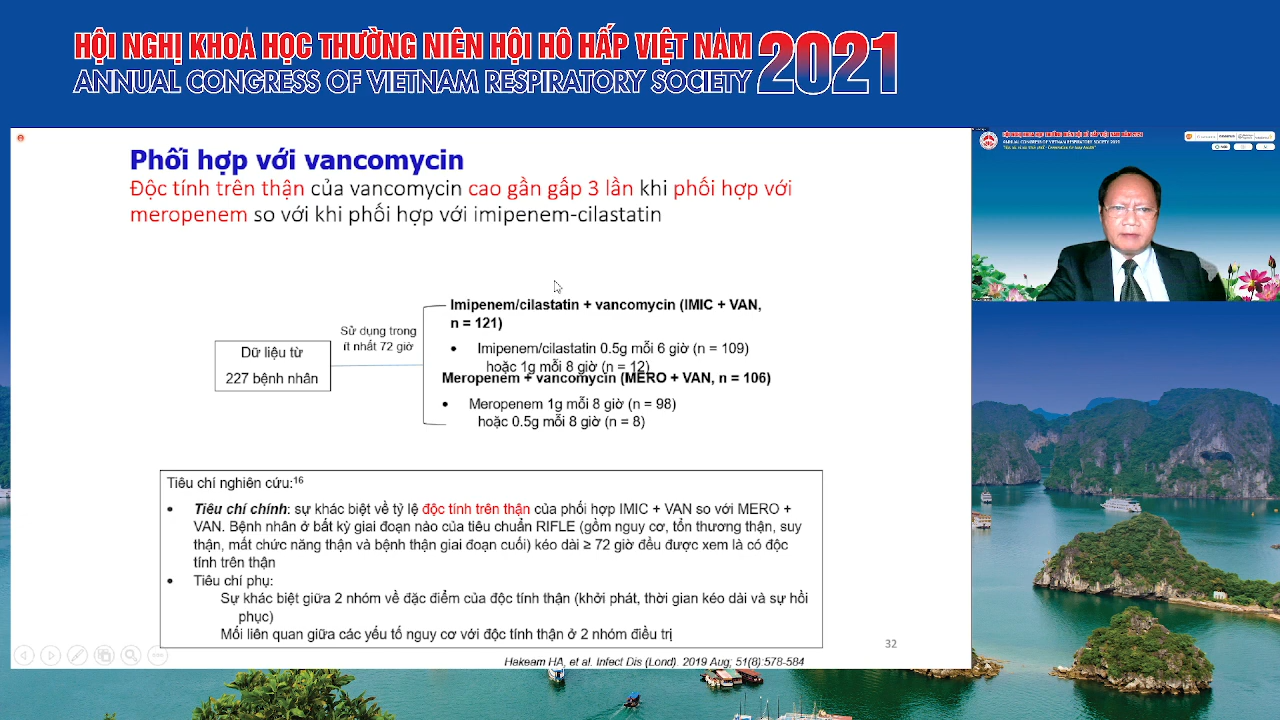 HỘI NGHỊ KHOA HỌC THƯỜNG NIÊN HỘI HÔ HẤP VIỆT NAM 2021
ANNUAL CONGRESS OF VIETNAM RESPIRATORY SOCIETY
Phối hợp với vancomycin
Độc tính trên thận của vancomycin cao gần gấp 3 lần khi phối hợp với
meropenem so với khi phối hợp với imipenem-cilastatin
Dữ liệu từ
227 bệnh nhân
Sử dụng trong
ít nhất 72 giờ
Imipenem/cilastatin + vancomycin (IMIC + VAN,
n = 121)
• Imipenem/cilastatin 0.5g mỗi 6 giờ (n = 109)
hoặc 1g mỗi 8 giờ (n = 12)
Meropenem + vancomycin (MERO + VAN, n = 106)
• Meropenem 1g mỗi 8 giờ (n = 98)
hoặc 0.5g mỗi 8 giờ (n = 8)
Tiêu chí nghiên cứu:16
• Tiêu chí chính: sự khác biệt về tỷ lệ độc tính trên thận của phối hợp IMIC + VAN so với MERO +
VAN. Bệnh nhân ở bất kỳ giai đoạn nào của tiêu chuẩn RIFLE (gồm nguy cơ, tổn thương thận, suy
thận, mất chức năng thận và bệnh thận giai đoạn cuối) kéo dài ≥ 72 giờ đều được xem là có độc
tính trên thận
• Tiêu chí phụ:
Sự khác biệt giữa 2 nhóm về đặc điểm của độc tính thận (khởi phát, thời gian kéo dài và sự hồi
phục)
Mối liên quan giữa các yếu tố nguy cơ với độc tính thận ở 2 nhóm điều trị
32
Hakeam HA, et al. Infect Dis (Lond). 2019 Aug; 51(8):578-584